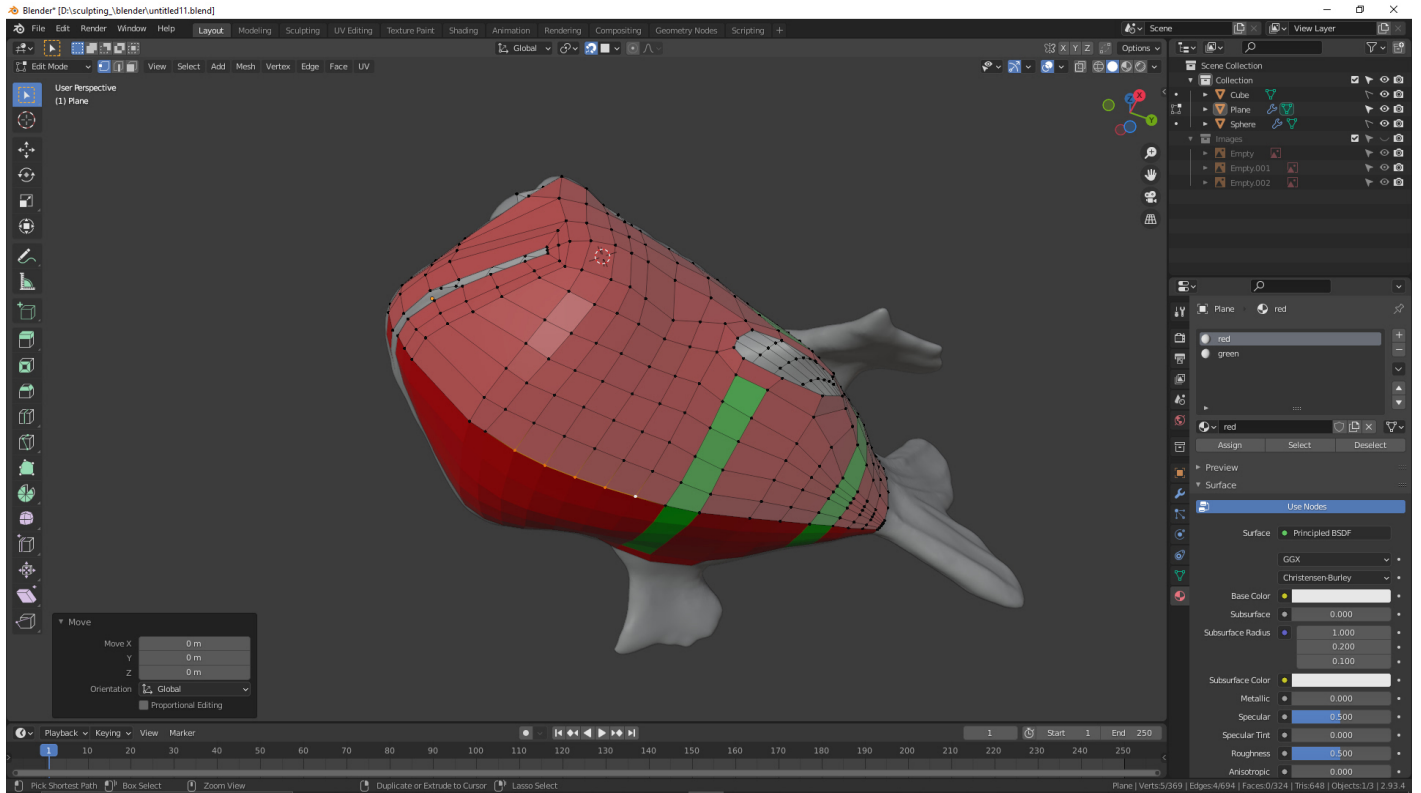 Blender* [D:\sculpting_\blender\untitled11.blend]
File Edit Render Window Help Layout Modeling Sculpting UV Editing Texture Paint Shading Animation Rendering Compositing Geometry Nodes Scripting + Scene View Layer
Global X Y Z Options
Edit Mode View Select Add Mesh Vertex Edge Face UV
User Perspective
(1) Plane
X
Y
Z
Scene Collection
Collection
Cube
Plane
Sphere
Images
Empty
Empty.001
Empty.002
Plane red
red
green
red
Assign Select Deselect
Preview
Surface
Use Nodes
Surface Principled BSDF
GGX
Christensen-Burley
Base Color
Subsurface 0.000
Subsurface Radius 1.000
0.200
0.100
Subsurface Color
Metallic 0.000
Specular 0.500
Specular Tint 0.000
Roughness 0.500
Anisotropic 0.000
Move
Move X 0 m
Y 0 m
Z 0 m
Orientation Global
Proportional Editing
Playback Keying View Marker 1 Start 1 End 250
1 10 20 30 40 50 60 70 80 90 100 110 120 130 140 150 160 170 180 190 200 210 220 230 240 250
Pick Shortest Path Box Select Zoom View Duplicate or Extrude to Cursor Lasso Select Plane | Verts:5/369 | Edges:4/694 | Faces:0/324 | Tris:648 | Objects:1/3 | 2.93.4